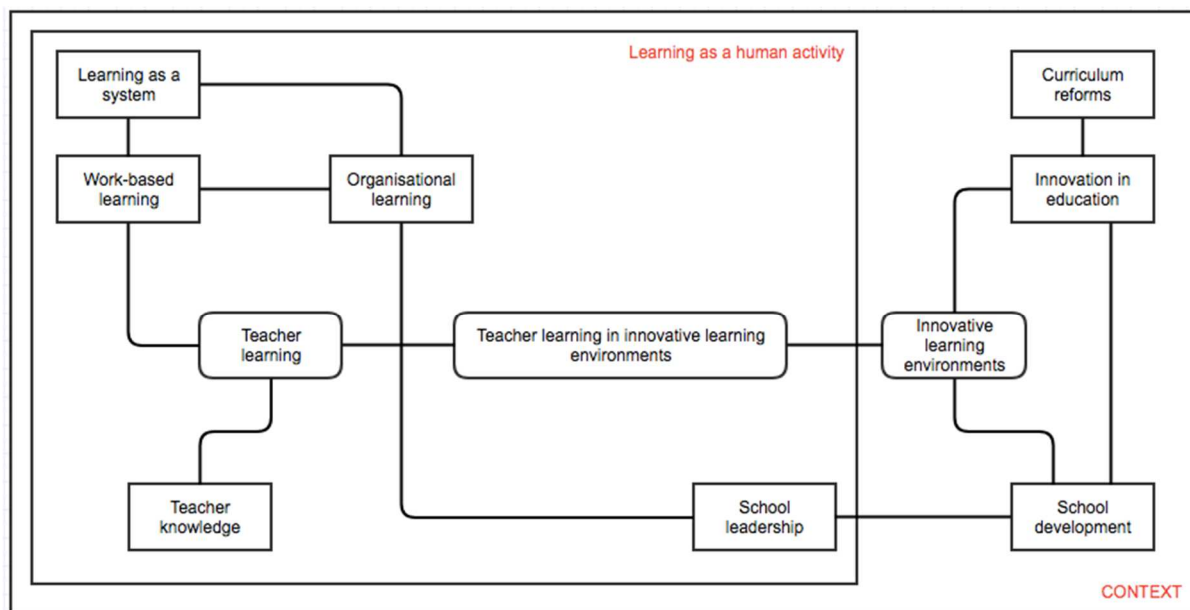 Learning as a human activity
Learning as a
system
Curriculum
reforms
Work-based
learning
Organisational
learning
Innovation in
education
Teacher
learning
Teacher learning in innovative learning
environments
Innovative
learning
environments
Teacher
knowledge
School
leadership
School
development
CONTEXT